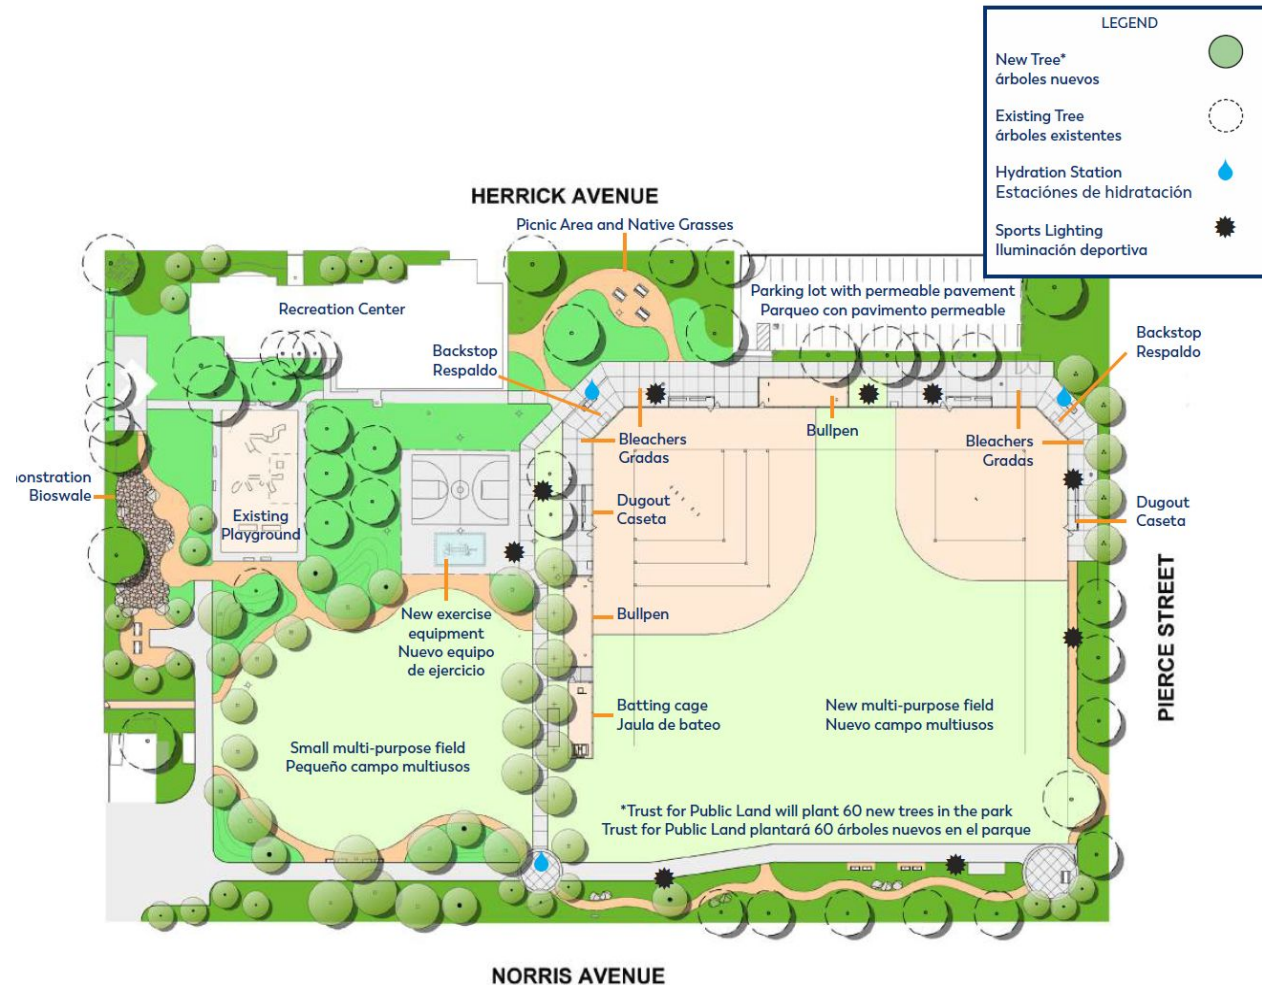 LEGEND
New Tree*
árboles nuevos
Existing Tree
árboles existentes
Hydration Station
Estaciónes de hidratación
Sports Lighting
Iluminación deportiva
HERRICK AVENUE
Picnic Area and Native Grasses
Recreation Center
Parking lot with permeable pavement
Parqueo con pavimento permeable
Backstop
Respaldo
Backstop
Respaldo
Bleachers
Gradas
Bullpen
Bleachers
Gradas
onstration
Bioswale
Existing
Playground
Dugout
Caseta
Dugout
Caseta
New exercise
equipment
Nuevo equipo
de ejercicio
Bullpen
PIERCE STREET
Batting cage
Jaula de bateo
New multi-purpose field
Nuevo campo multiusos
Small multi-purpose field
Pequeño campo multiusos
*Trust for Public Land will plant 60 new trees in the park
Trust for Public Land plantará 60 árboles nuevos en el parque
NORRIS AVENUE